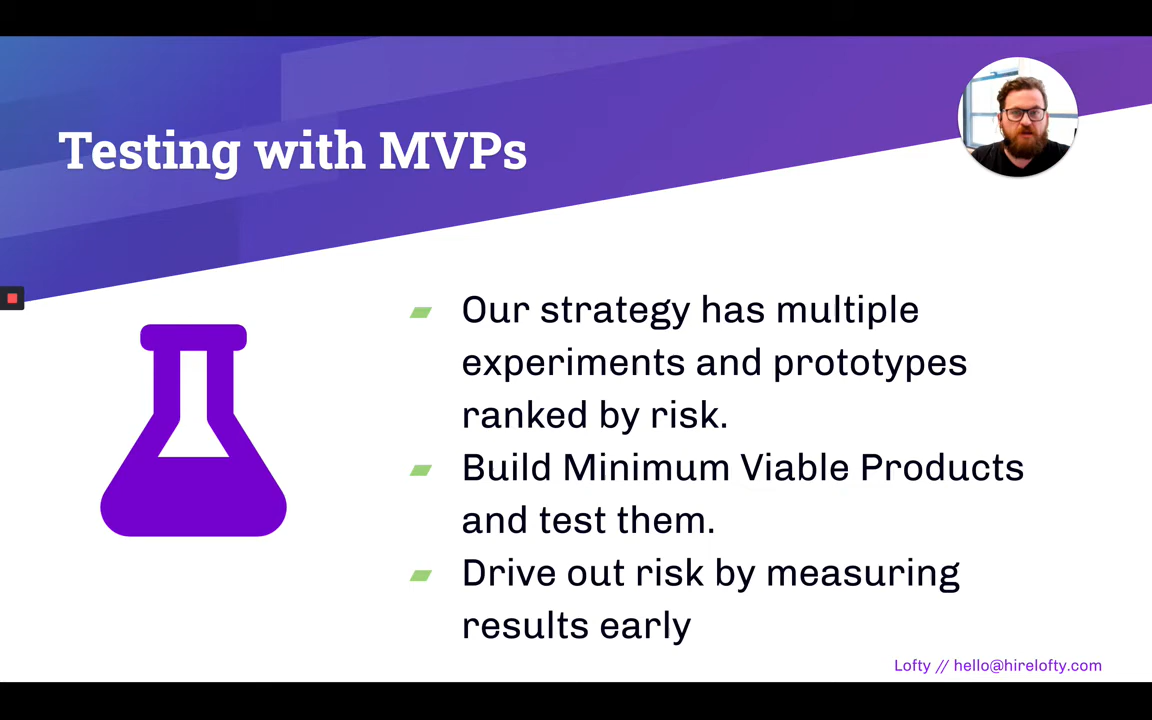 Testing with MVPs
Our strategy has multiple
experiments and prototypes
ranked by risk.
Build Minimum Viable Products
and test them.
Drive out risk by measuring
results early
Lofty // hello@hirelofty.com